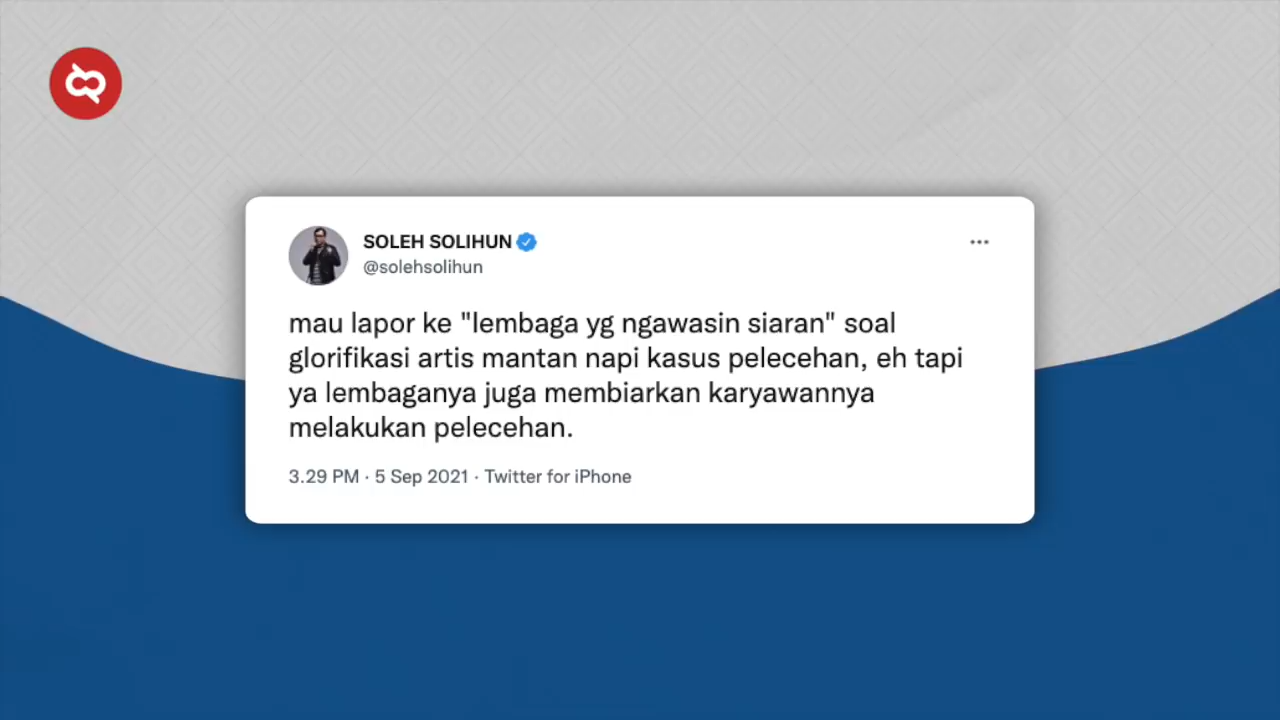 SOLEH SOLIHUN
@solehsolihun
mau lapor ke "lembaga yg ngawasin siaran" soal
glorifikasi artis mantan napi kasus pelecehan, eh tapi
ya lembaganya juga membiarkan karyawannya
melakukan pelecehan.
3.29 PM · 5 Sep 2021 · Twitter for iPhone